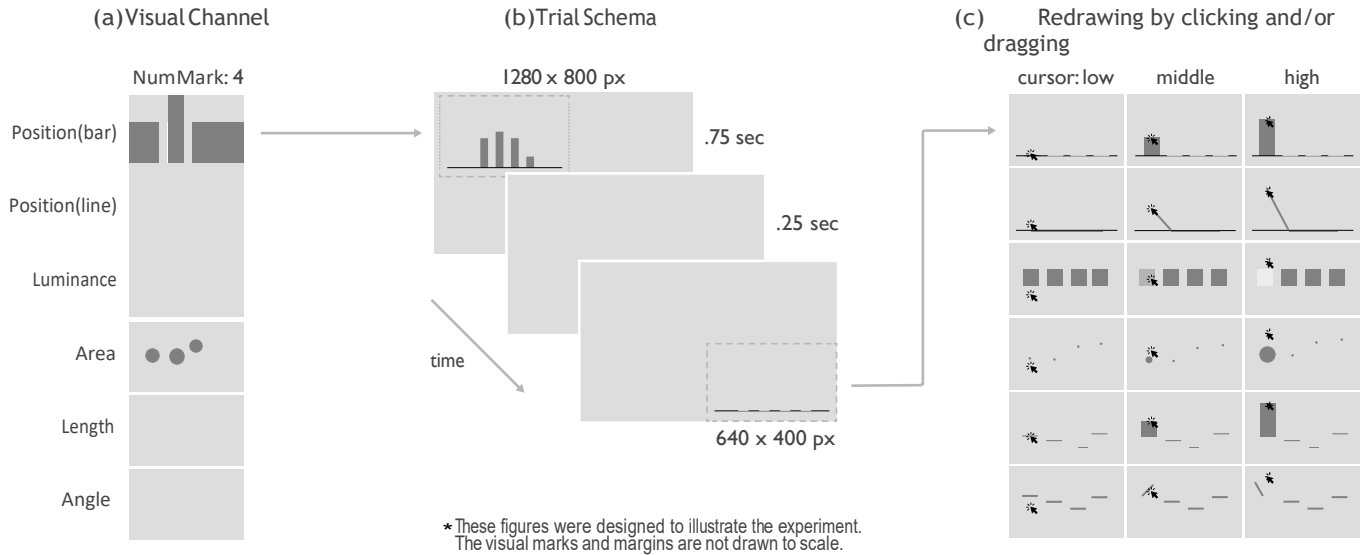 (a) Visual Channel
(b) Trial Schema
(c) Redrawing by clicking and/or
dragging
NumMark: 4
1280 x 800 px
cursor: low
middle
high
Position(bar)
.75 sec
Position(line)
.25 sec
Luminance
Area
time
Length
640 x 400 px
Angle
*These figures were designed to illustrate the experiment.
The visual marks and margins are not drawn to scale.